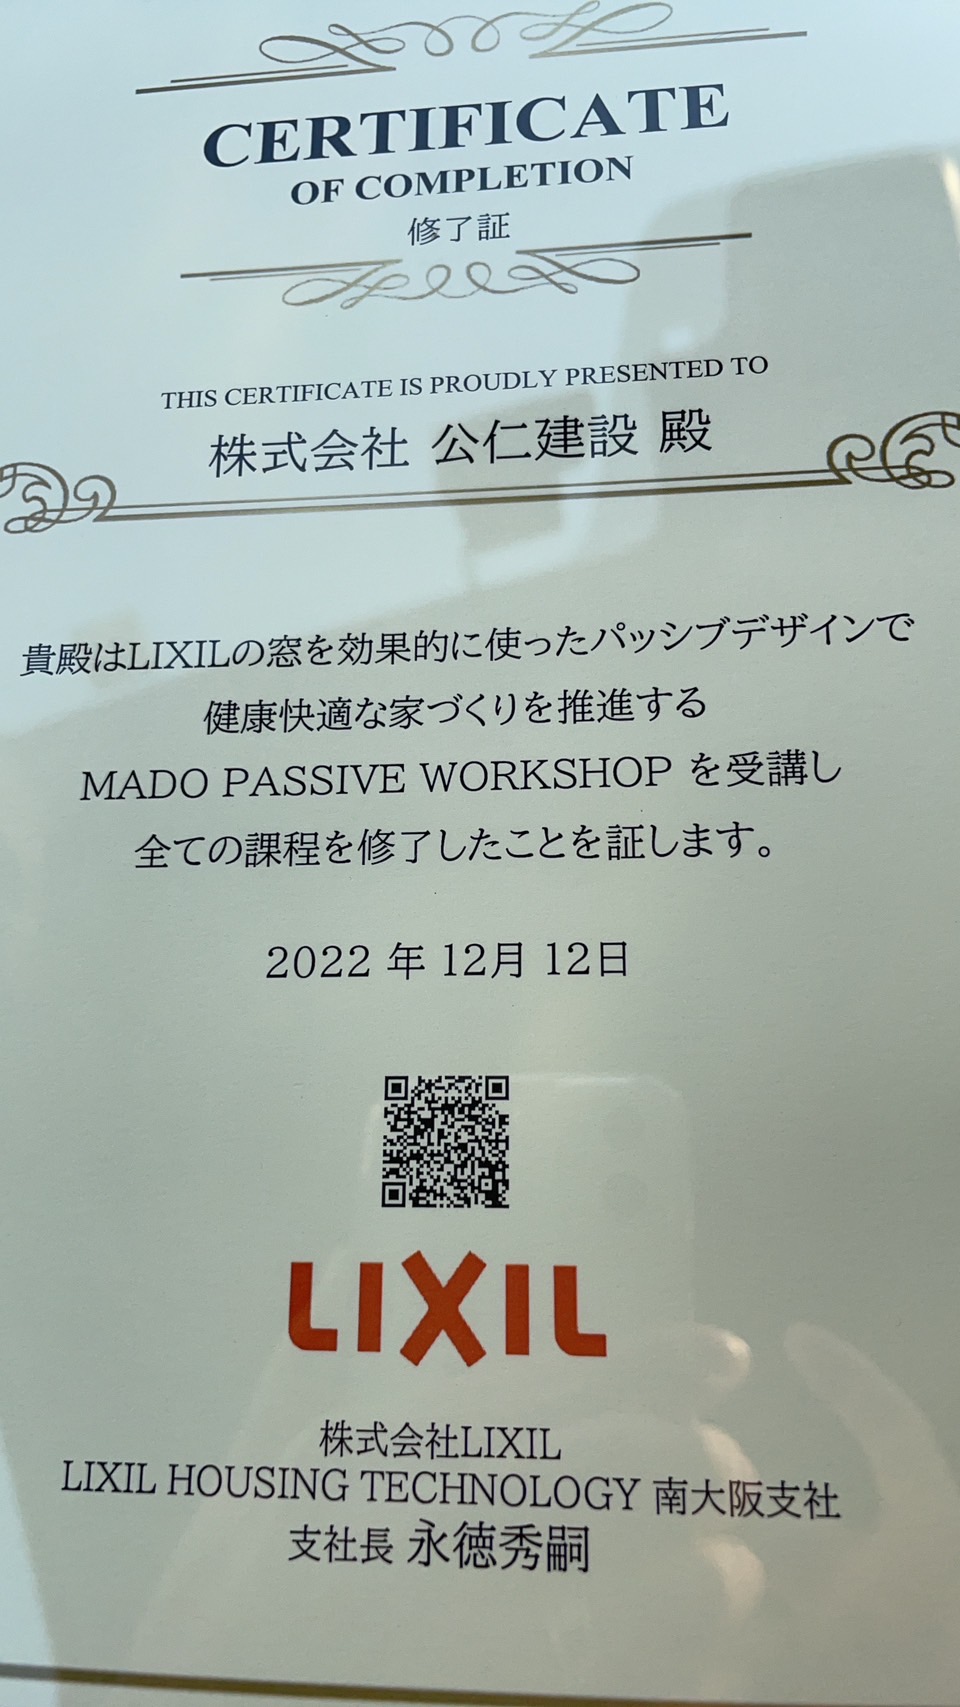 CERTIFICATE
OF COMPLETION
修了証
THIS CERTIFICATE IS PROUDLY PRESENTED TO
株式会社 公仁建設 殿
貴殿はLIXILの窓を効果的に使ったパッシブデザインで
健康快適な家づくりを推進する
MADO PASSIVE WORKSHOP を受講し
全ての課程を修了したことを証します。
2022 年 12月 12日
LIXIL
株式会社LIXIL
LIXIL HOUSING TECHNOLOGY 南大阪支社
支社長 永徳秀嗣